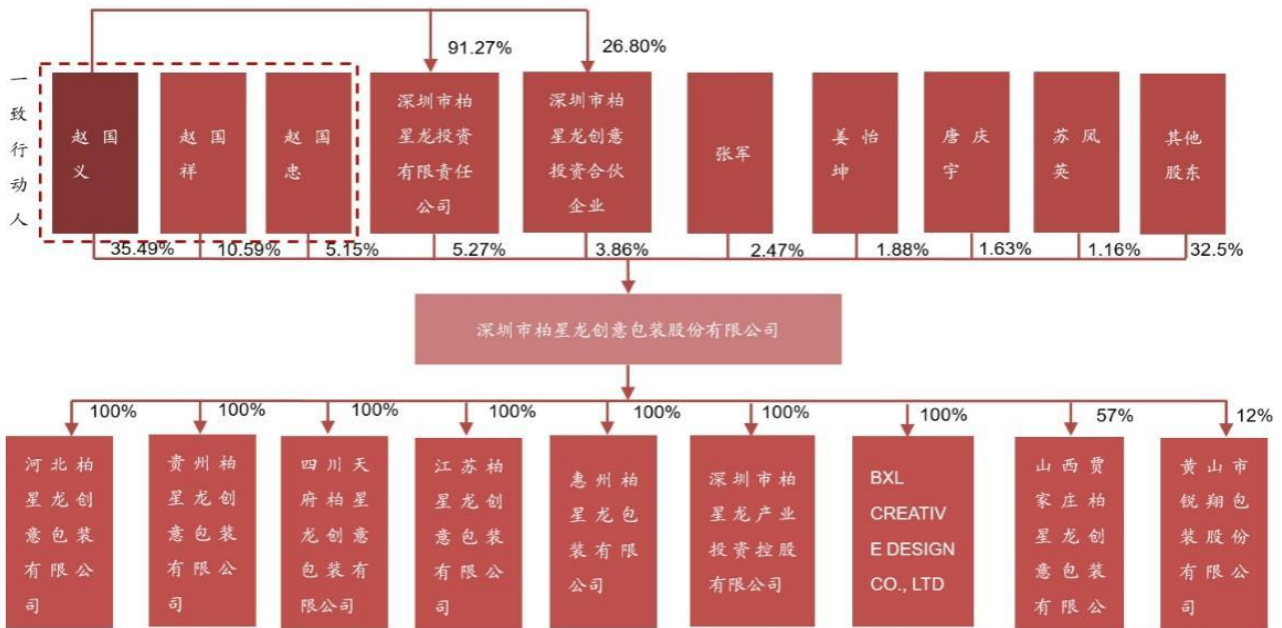 91.27%
26.80%
一
致
行
动
人
赵国
义
赵国
祥
赵国
忠
深圳市柏
星龙投资
有限责任
公司
深圳市柏
星龙创意
投资合伙
企业
张军
姜怡
坤
唐庆
宇
苏凤
英
其他
股东
35.49%
10.59%
5.15%
5.27%
3.86%
2.47%
1.88%
1.63%
1.16%
32.5%
深圳市柏星龙创意包装股份有限公司
100%
100%
100%
100%
100%
100%
100%
57%
12%
河北柏
星龙创
意包装
有限公
司
贵州柏
星龙创
意包装
有限公
司
四川天
府柏星
龙创意
包装有
限公司
江苏柏
星龙创
意包装
有限公
司
惠州柏
星龙包
装有限
公司
深圳市柏
星龙产业
投资控股
有限公司
BXL
CREATIV
E DESIGN
CO., LTD
山西贾
家庄柏
星龙创
意包装
有限公
黄山市
锐翔包
装股份
有限公
司